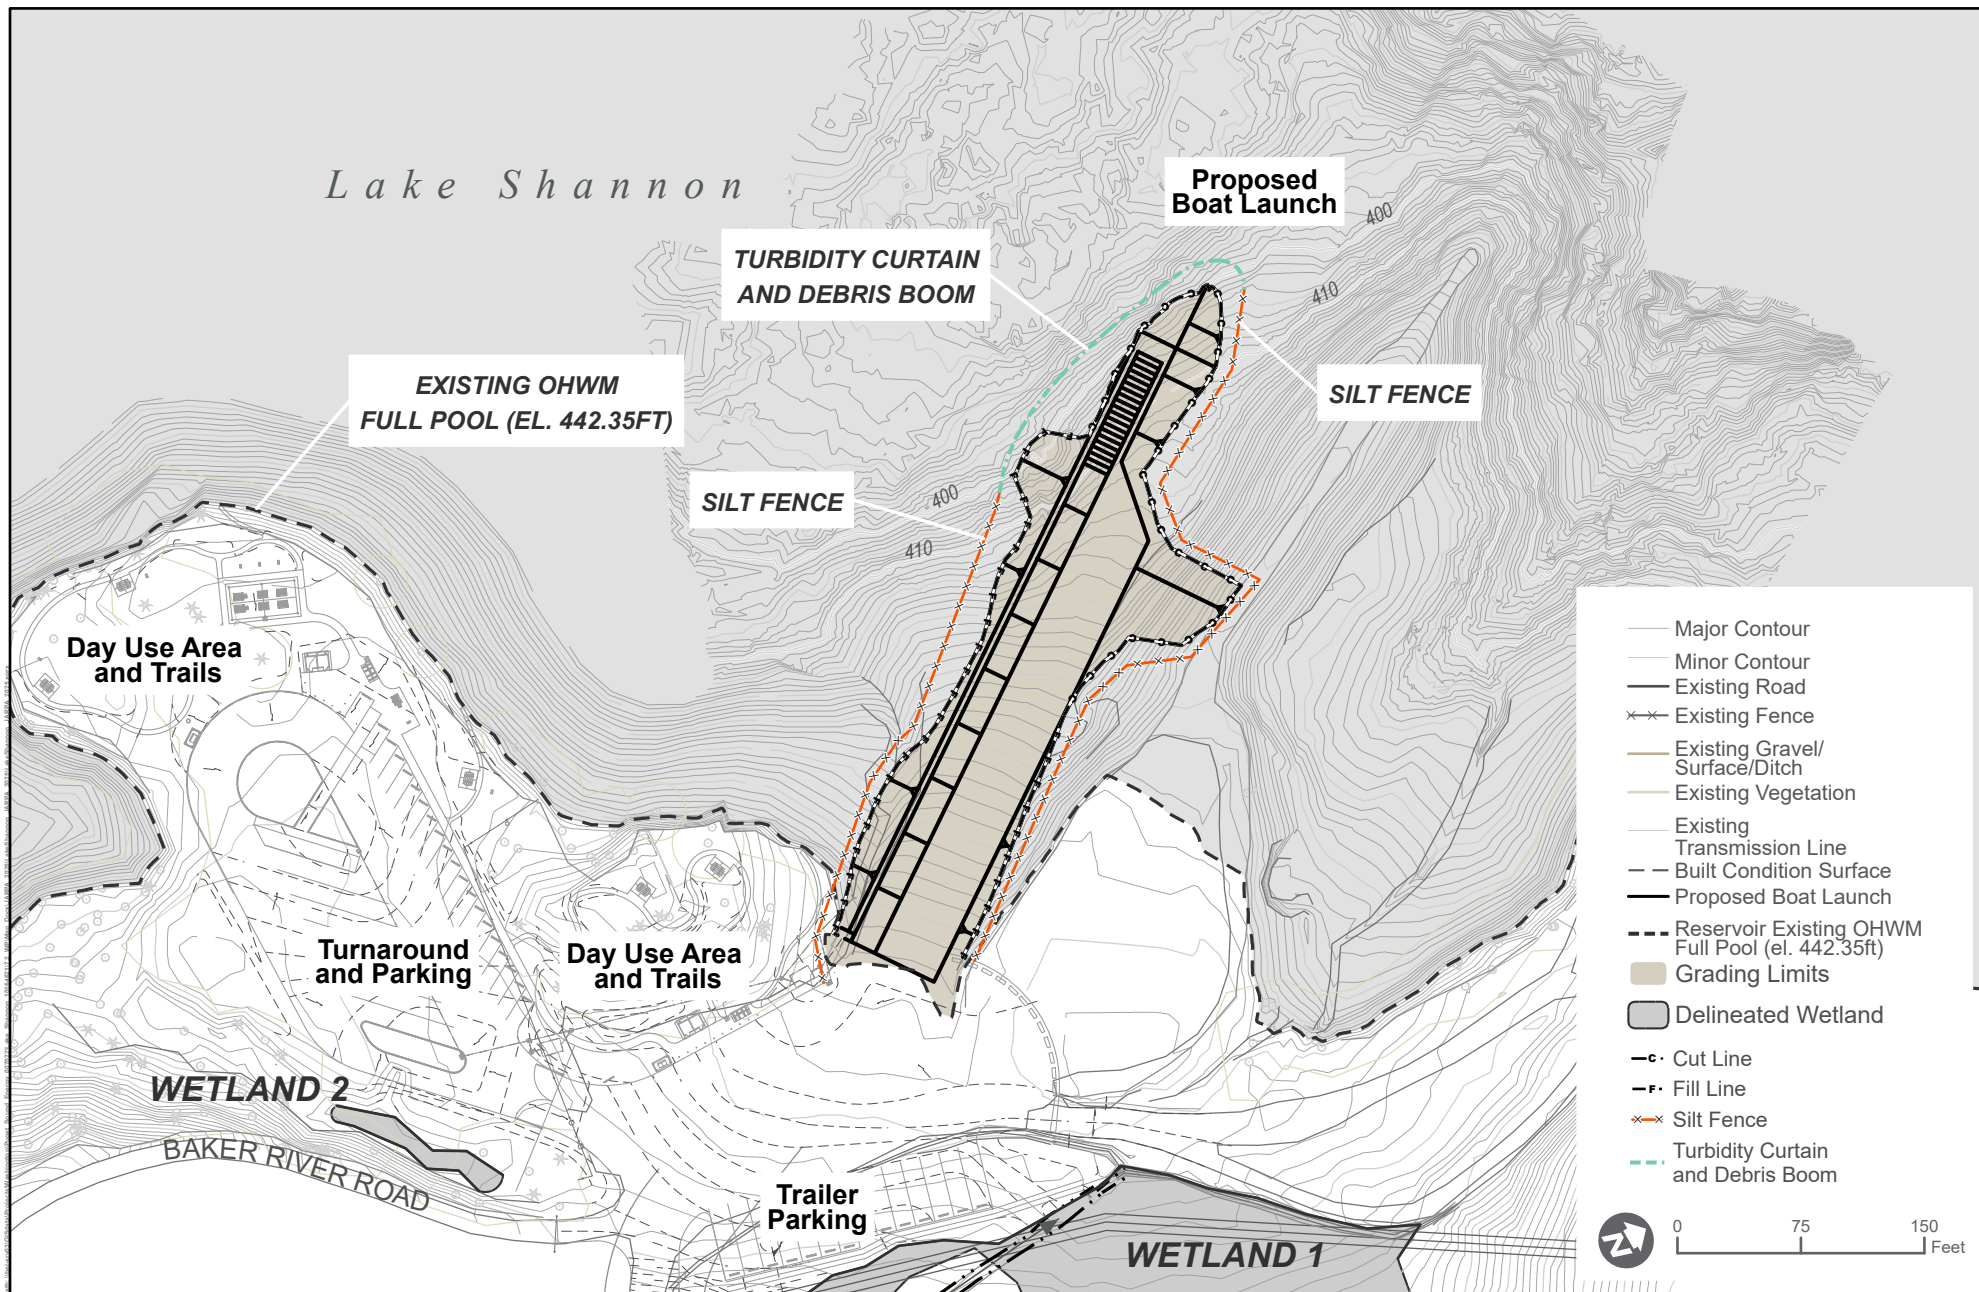 Lake Shannon
Proposed
Boat Launch
400
TURBIDITY CURTAIN
AND DEBRIS BOOM
410
EXISTING OHWM
FULL POOL (EL. 442.35FT)
SILT FENCE
SILT FENCE
400
410
Day Use Area
and Trails
Turnaround
and Parking
Day Use Area
and Trails
WETLAND 2
BAKER RIVER ROAD
Trailer
Parking
WETLAND 1
Major Contour
Minor Contour
Existing Road
Existing Fence
Existing Gravel/
Surface/Ditch
Existing Vegetation
Existing
Transmission Line
Built Condition Surface
Proposed Boat Launch
Reservoir Existing OHWM
Full Pool (el. 442.35ft)
Grading Limits
Delineated Wetland
C Cut Line
F Fill Line
Silt Fence
Turbidity Curtain
and Debris Boom
N
0 75 150
Feet